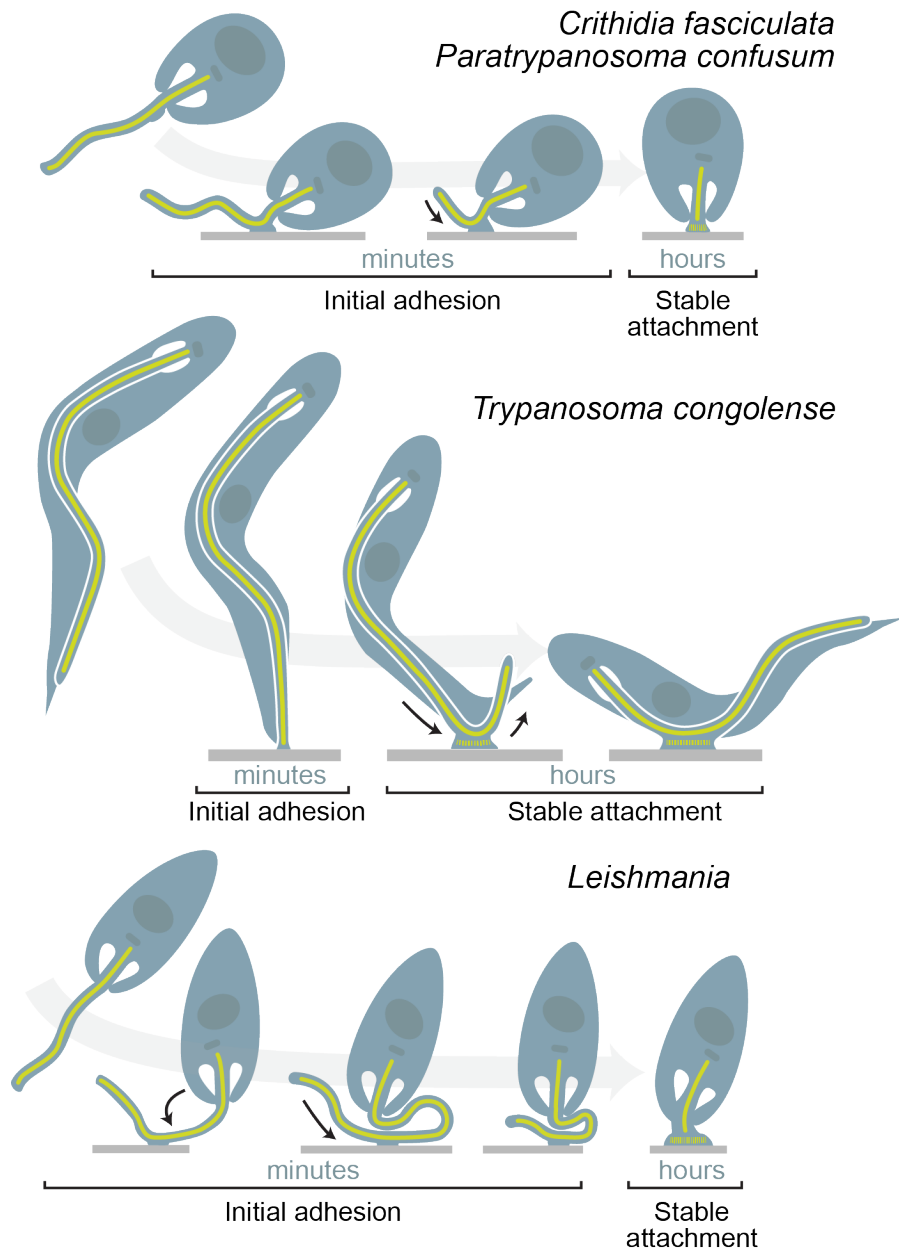 Crithidia fasciculata
Paratrypanosoma confusum
minutes
hours
Initial adhesion
Stable
attachment
Trypanosoma congolense
minutes
hours
Initial adhesion
Stable attachment
Leishmania
minutes
hours
Initial adhesion
Stable
attachment